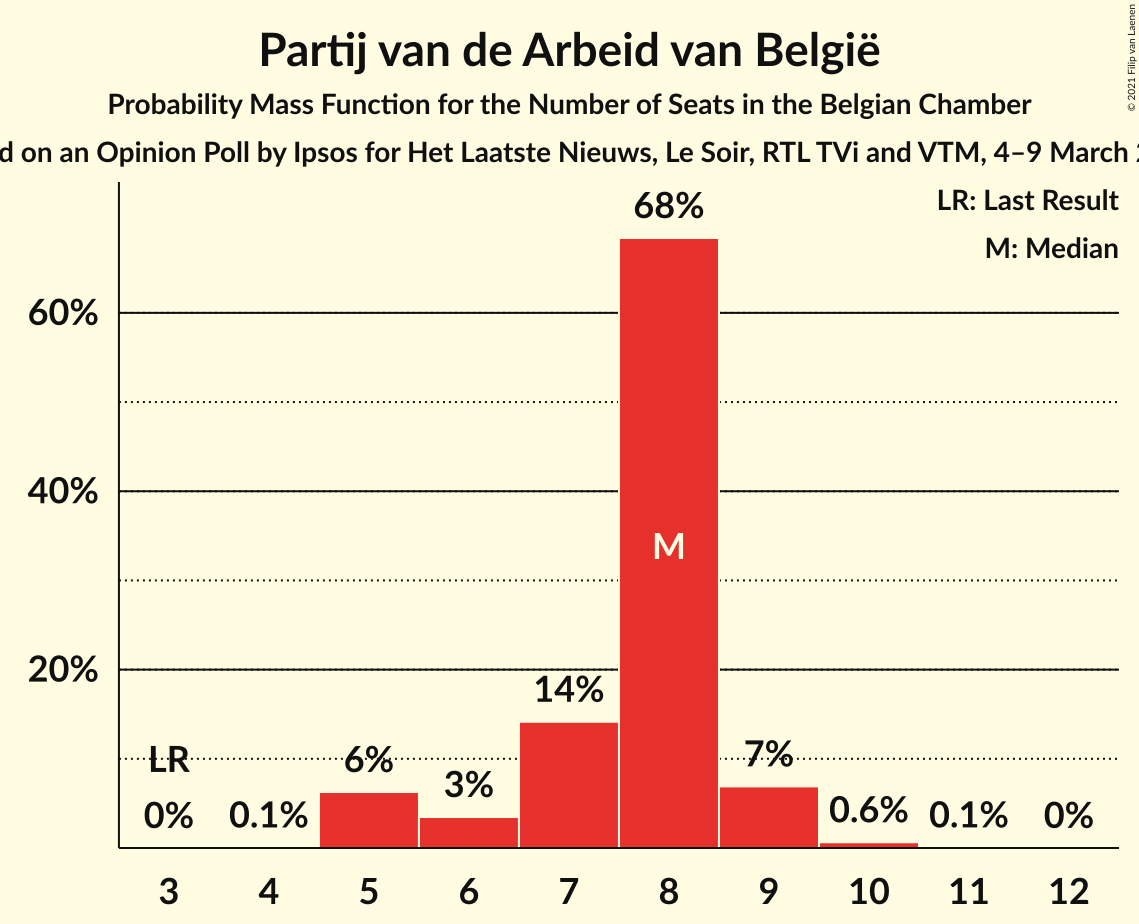 Partij van de Arbeid van België
Probability Mass Function for the Number of Seats in the Belgian Chamber
on an Opinion Poll by Ipsos for Het Laatste Nieuws, Le Soir, RTL TVi and VTM, 4–9 March
© 2021 Filip van Laenen
LR: Last Result
M: Median
68%
60%
40%
M
20%
14%
LR
6%
3%
7%
0%
0.1%
0.6%
0.1%
0%
3 4 5 6 7 8 9 10 11 12